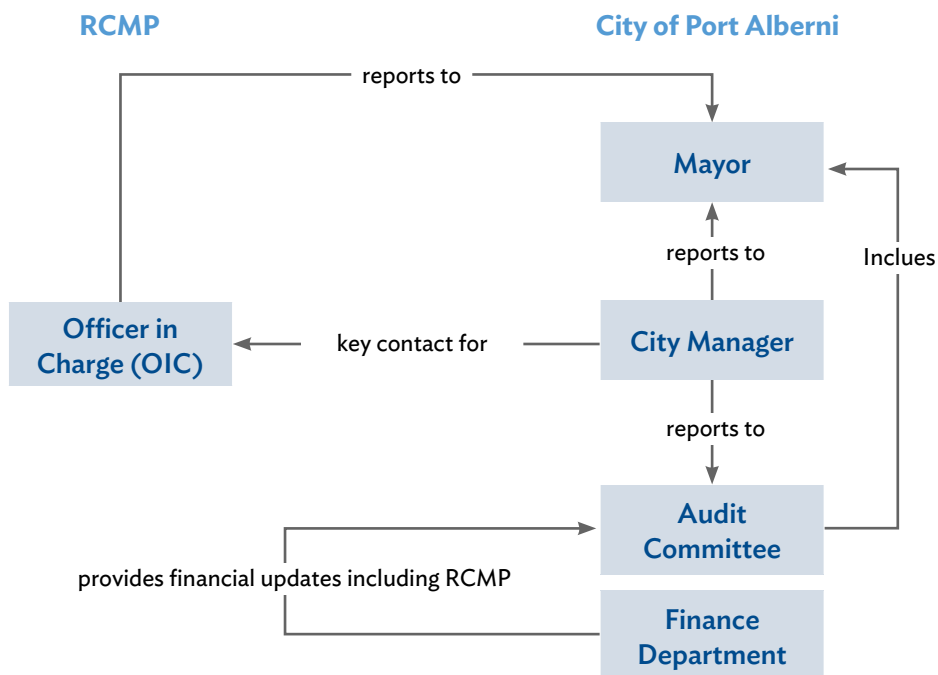 RCMP
City of Port Alberni
reports to
Mayor
reports to
Inclues
Officer in
Charge (OIC)
key contact for
City Manager
reports to
Audit
Committee
provides financial updates including RCMP
Finance
Department